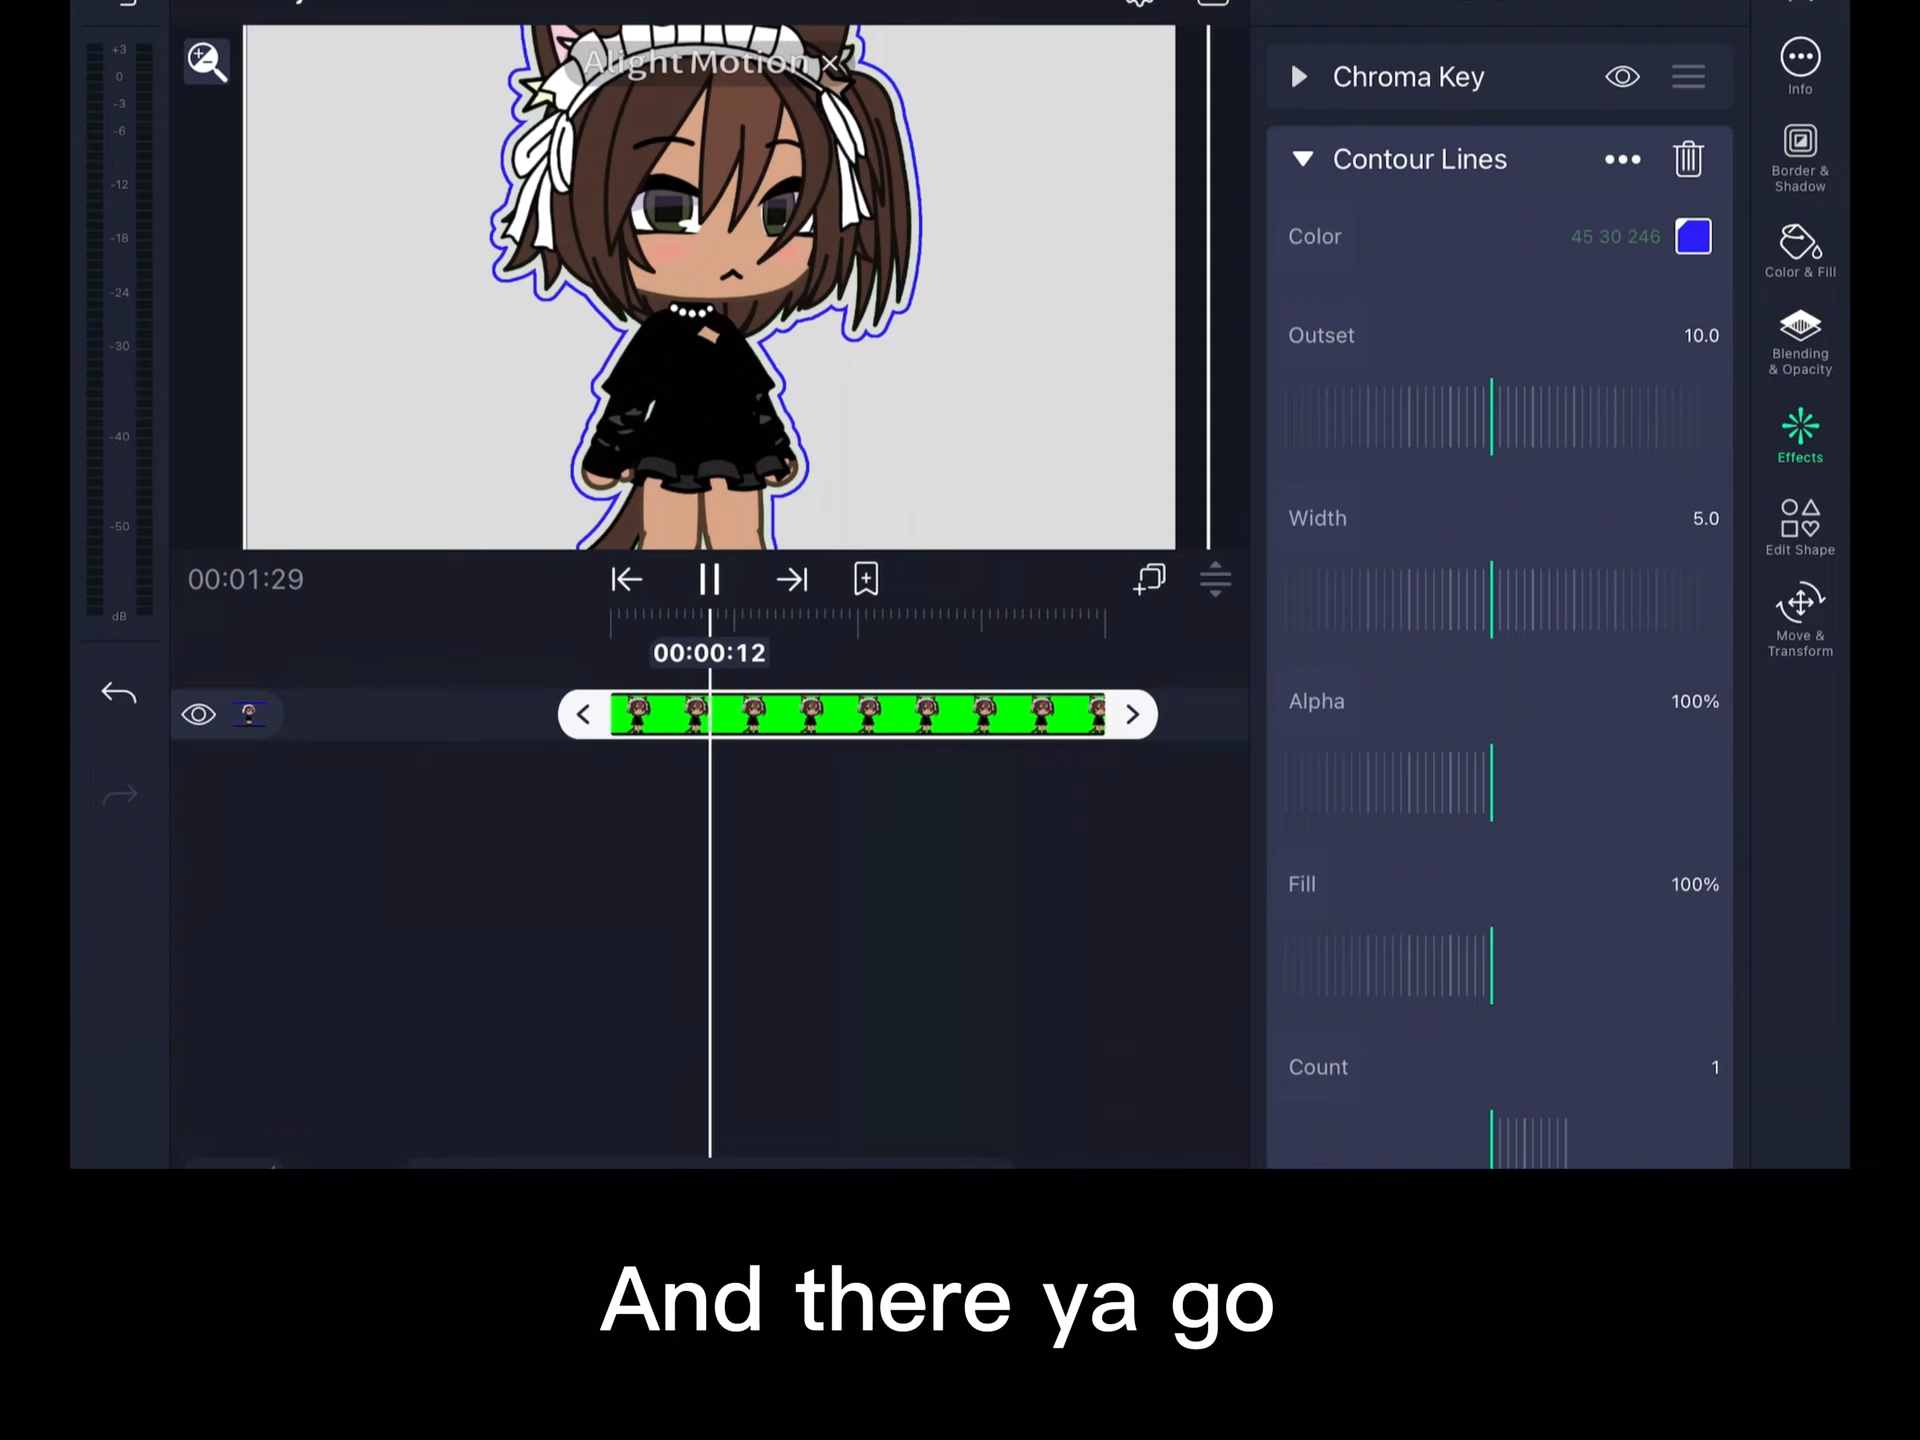 +3
0
-3
-6
-12
-18
-24
-30
-40
-50
dB
Alight Motion ×
00:01:29
00:00:12
Chroma Key
Contour Lines
Color 45 30 246
Outset 10.0
Width 5.0
Alpha 100%
Fill 100%
Count 1
Info
Border &
Shadow
Color & Fill
Blending
& Opacity
Effects
Edit Shape
Move &
Transform
And there ya go